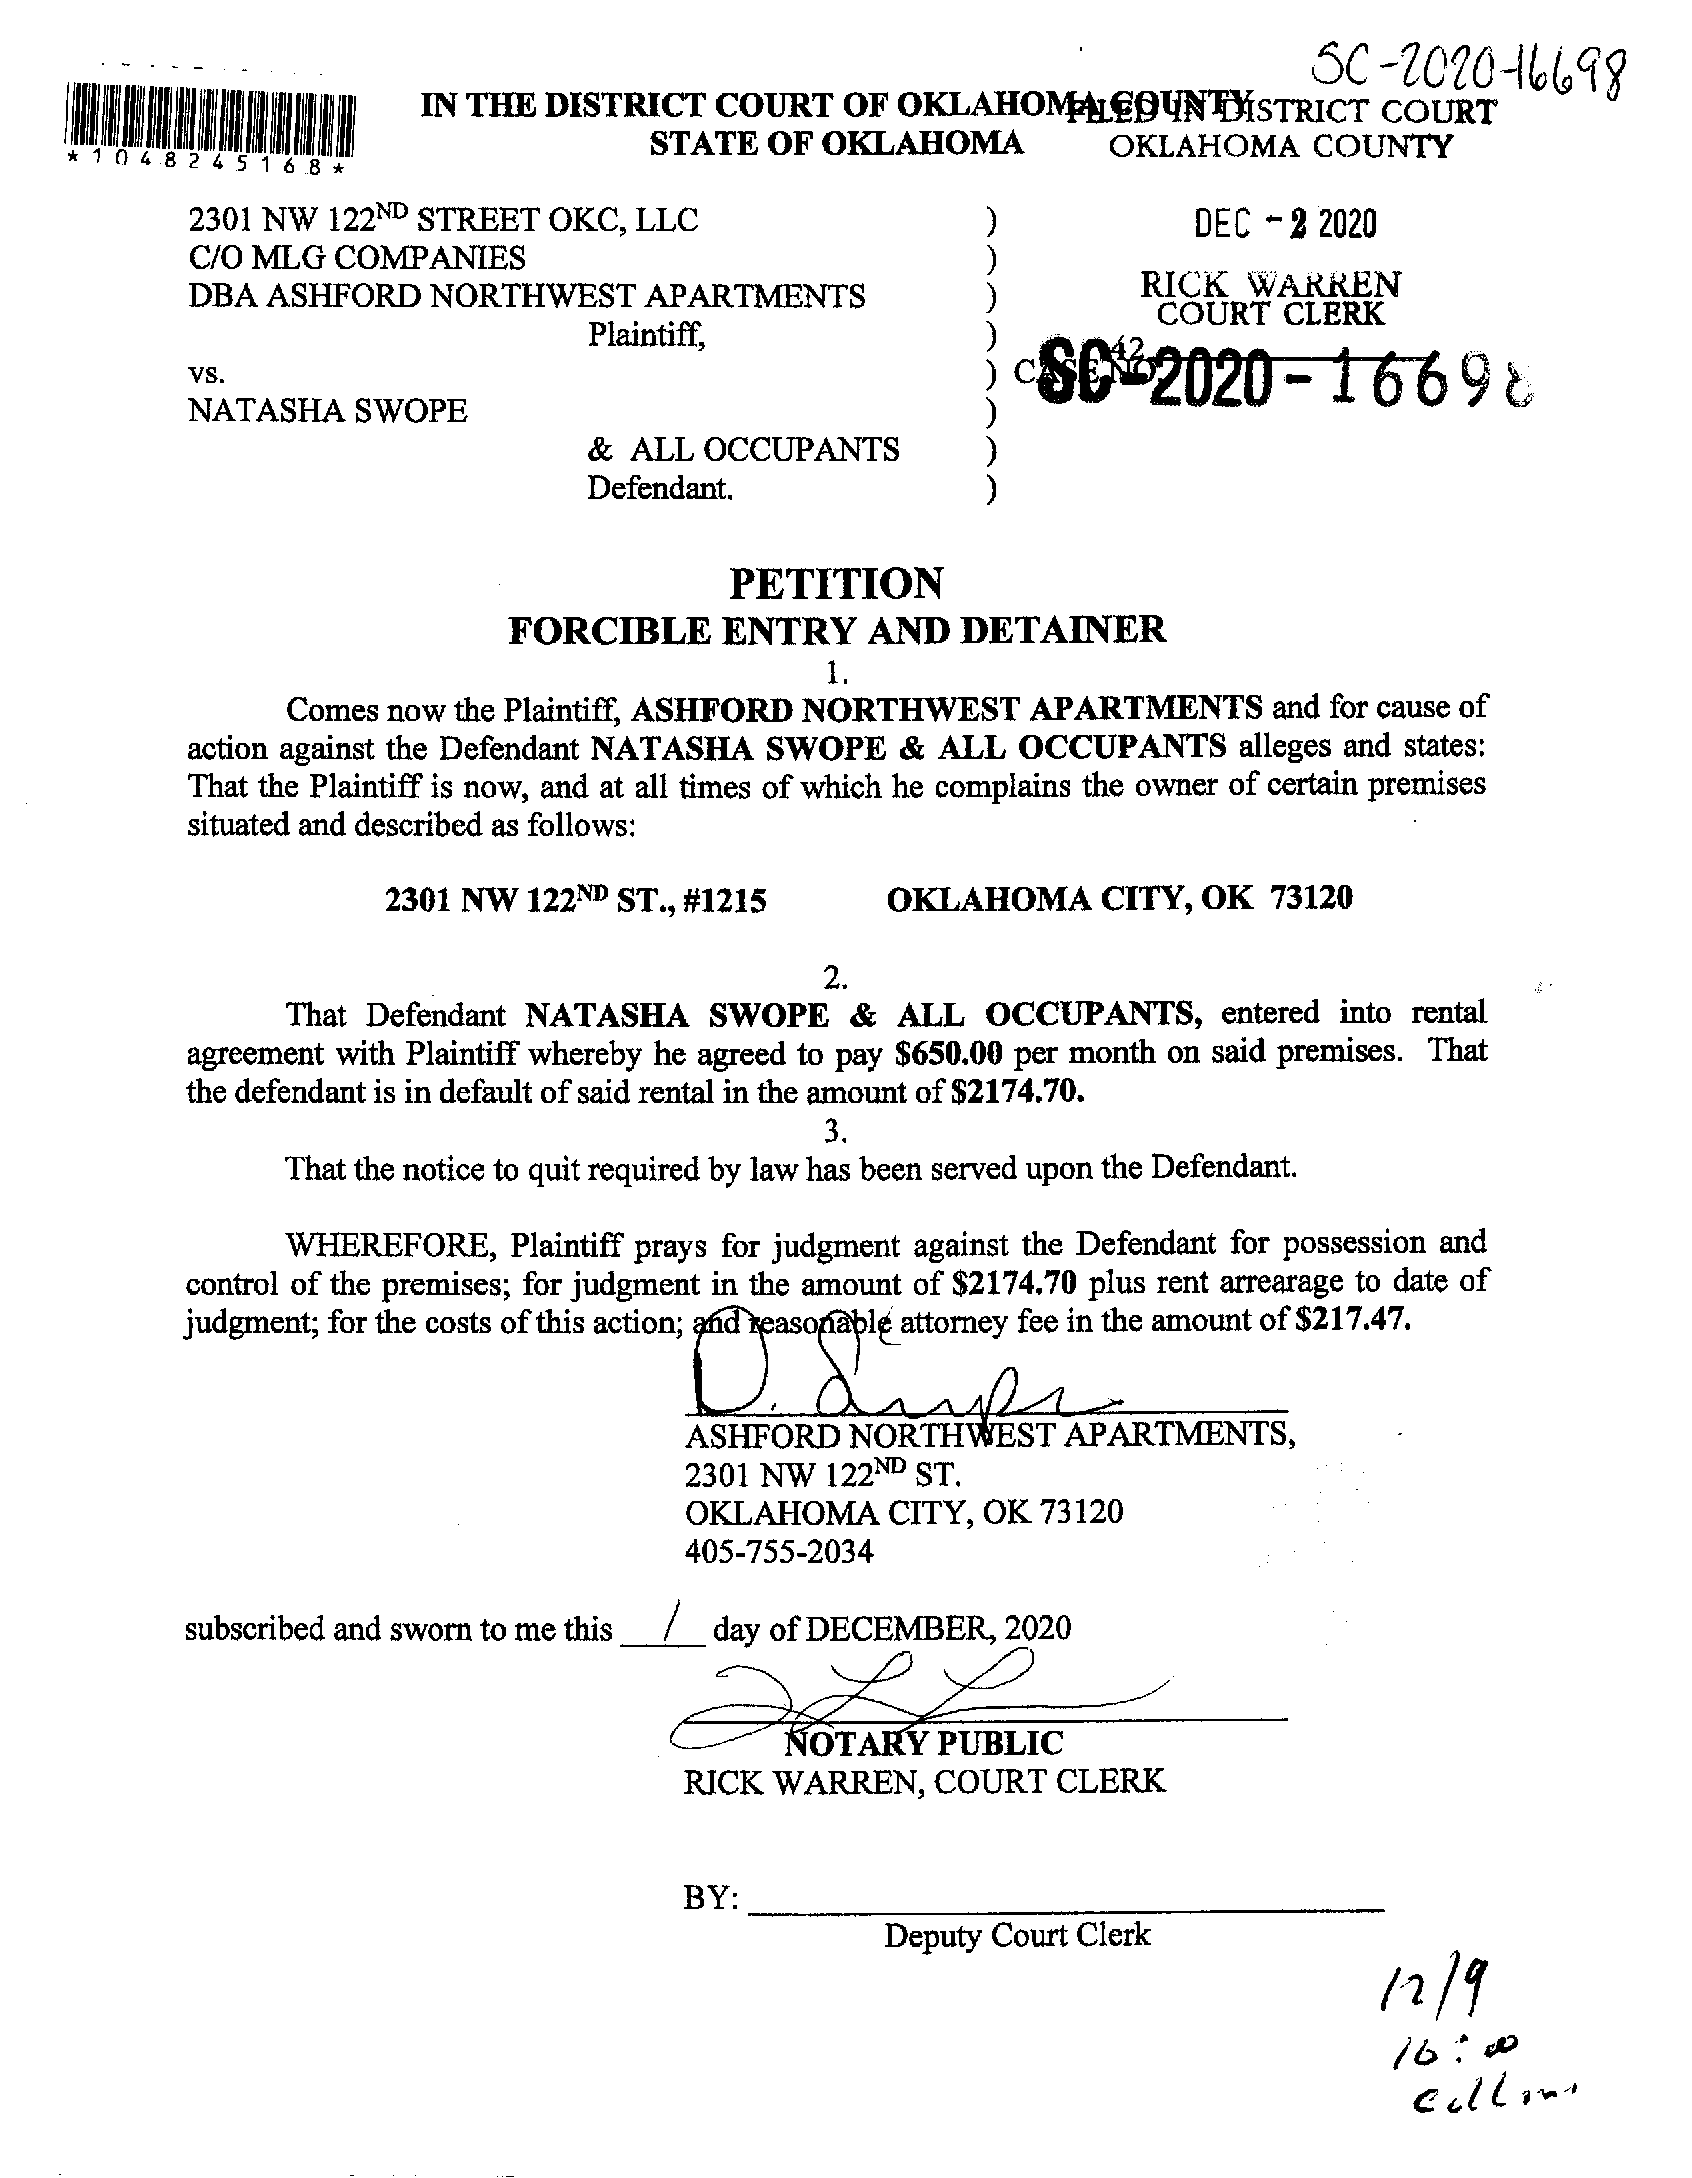 SC-2020-16698
IN THE DISTRICT COURT OF OKLAHOMA COUNTY
STATE OF OKLAHOMA
FILED IN DISTRICT COURT
OKLAHOMA COUNTY
*1048245168*
2301 NW 122ND STREET OKC, LLC )
DEC - 2 2020
C/O MLG COMPANIES )
DBA ASHFORD NORTHWEST APARTMENTS )
RICK WARREN
COURT CLERK
Plaintiff, )
42
vs. ) CASE NO
SC-2020-16698
NATASHA SWOPE )
& ALL OCCUPANTS )
Defendant. )
PETITION
FORCIBLE ENTRY AND DETAINER
1.
Comes now the Plaintiff, ASHFORD NORTHWEST APARTMENTS and for cause of
action against the Defendant NATASHA SWOPE & ALL OCCUPANTS alleges and states:
That the Plaintiff is now, and at all times of which he complains the owner of certain premises
situated and described as follows:
2301 NW 122ND ST., #1215 OKLAHOMA CITY, OK 73120
2.
That Defendant NATASHA SWOPE & ALL OCCUPANTS, entered into rental
agreement with Plaintiff whereby he agreed to pay $650.00 per month on said premises. That
the defendant is in default of said rental in the amount of $2174.70.
3.
That the notice to quit required by law has been served upon the Defendant.
WHEREFORE, Plaintiff prays for judgment against the Defendant for possession and
control of the premises; for judgment in the amount of $2174.70 plus rent arrearage to date of
judgment; for the costs of this action; and reasonable attorney fee in the amount of $217.47.
ASHFORD NORTHWEST APARTMENTS,
2301 NW 122ND ST.
OKLAHOMA CITY, OK 73120
405-755-2034
subscribed and sworn to me this 1 day of DECEMBER, 2020
NOTARY PUBLIC
RICK WARREN, COURT CLERK
BY:
Deputy Court Clerk
12/9